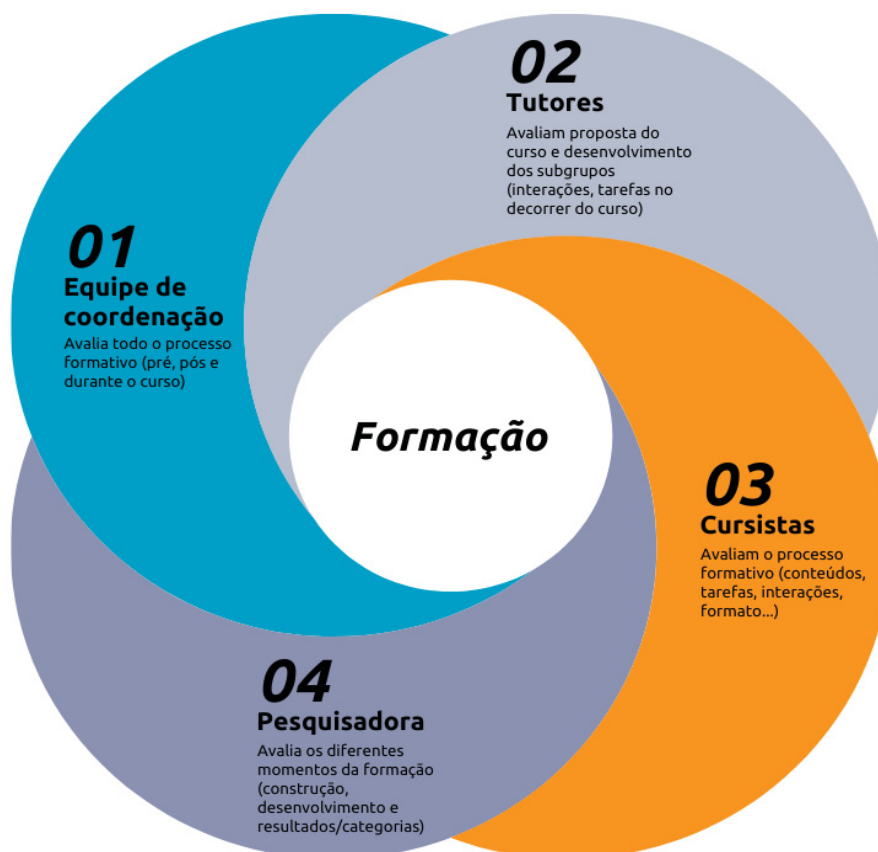 01
Equipe de
coordenação
Avalia todo o processo
formativo (pré, pós e
durante o curso)
02
Tutores
Avaliam proposta do
curso e desenvolvimento
dos subgrupos
(interações, tarefas no
decorrer do curso)
03
Cursistas
Avaliam o processo
formativo (conteúdos,
tarefas, interações,
formato...)
04
Pesquisadora
Avalia os diferentes
momentos da formação
(construção,
desenvolvimento e
resultados/categorias)
Formação